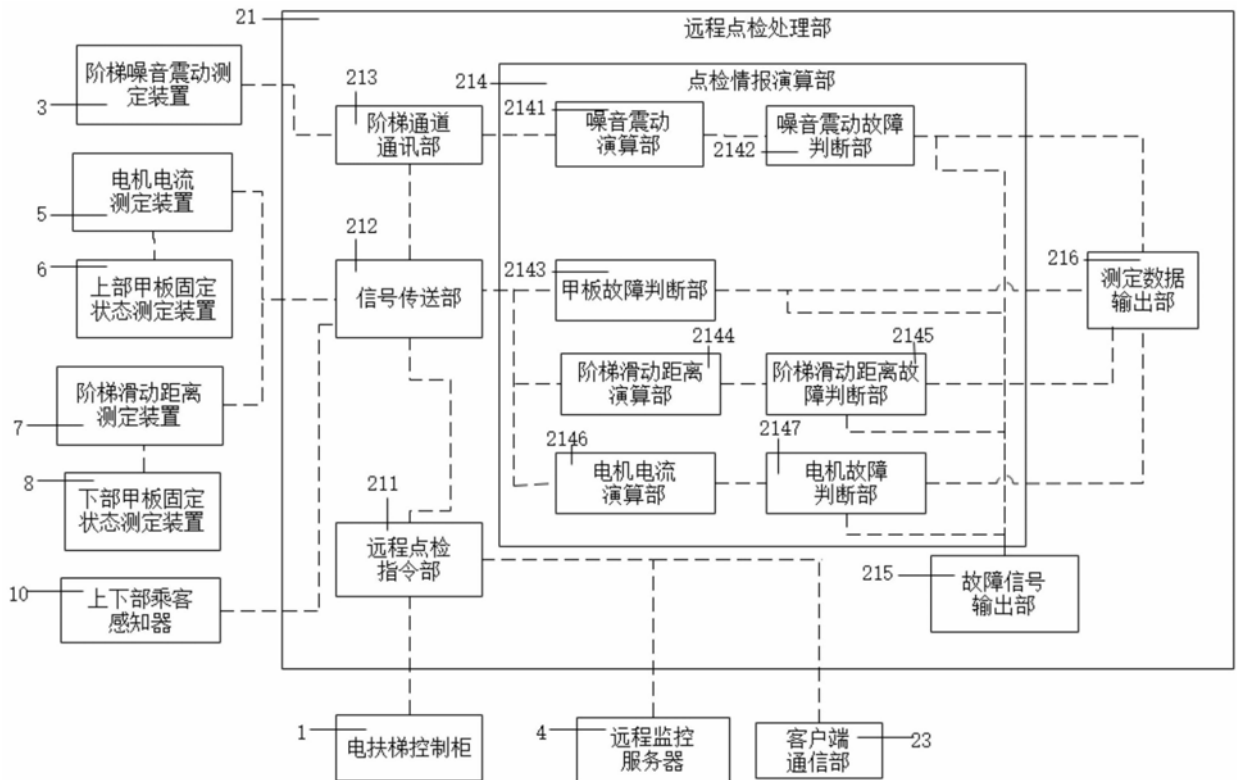 21
远程点检处理部
阶梯噪音震动测
定装置
3
213
阶梯通道
通讯部
214
点检情报演算部
2141
噪音震动
演算部
噪音震动故障
判断部
2142
电机电流
测定装置
5
212
信号传送部
6
上部甲板固定
状态测定装置
2143
甲板故障判断部
216
测定数据
输出部
阶梯滑动距离
测定装置
7
2144
阶梯滑动距离
演算部
2145
阶梯滑动距离故
障判断部
8
下部甲板固定
状态测定装置
2146
电机电流
演算部
2147
电机故障
判断部
211
远程点检
指令部
10
上下部乘客
感知器
215
故障信号
输出部
1
电扶梯控制柜
4
远程监控
服务器
客户端
通信部
23